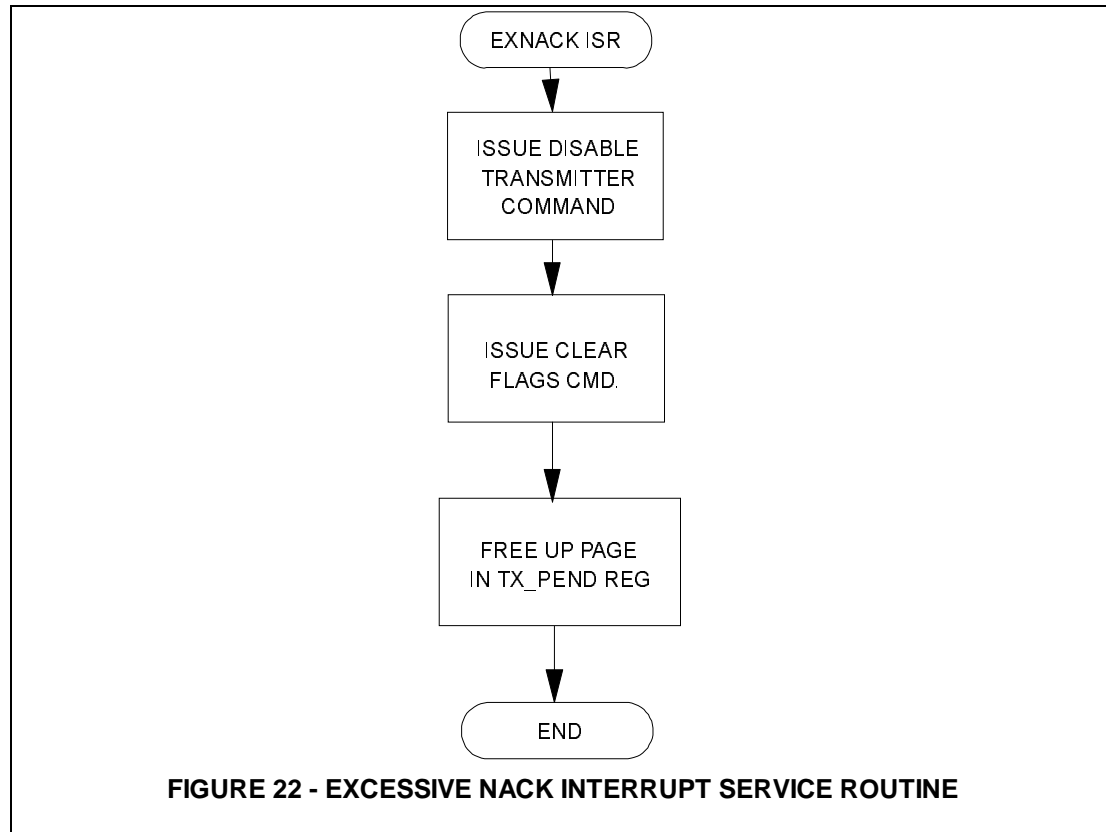 EXNACK ISR
ISSUE DISABLE
TRANSMITTER
COMMAND
ISSUE CLEAR
FLAGS CMD.
FREE UP PAGE
IN TX_PEND REG
END
FIGURE 22 - EXCESSIVE NACK INTERRUPT SERVICE ROUTINE